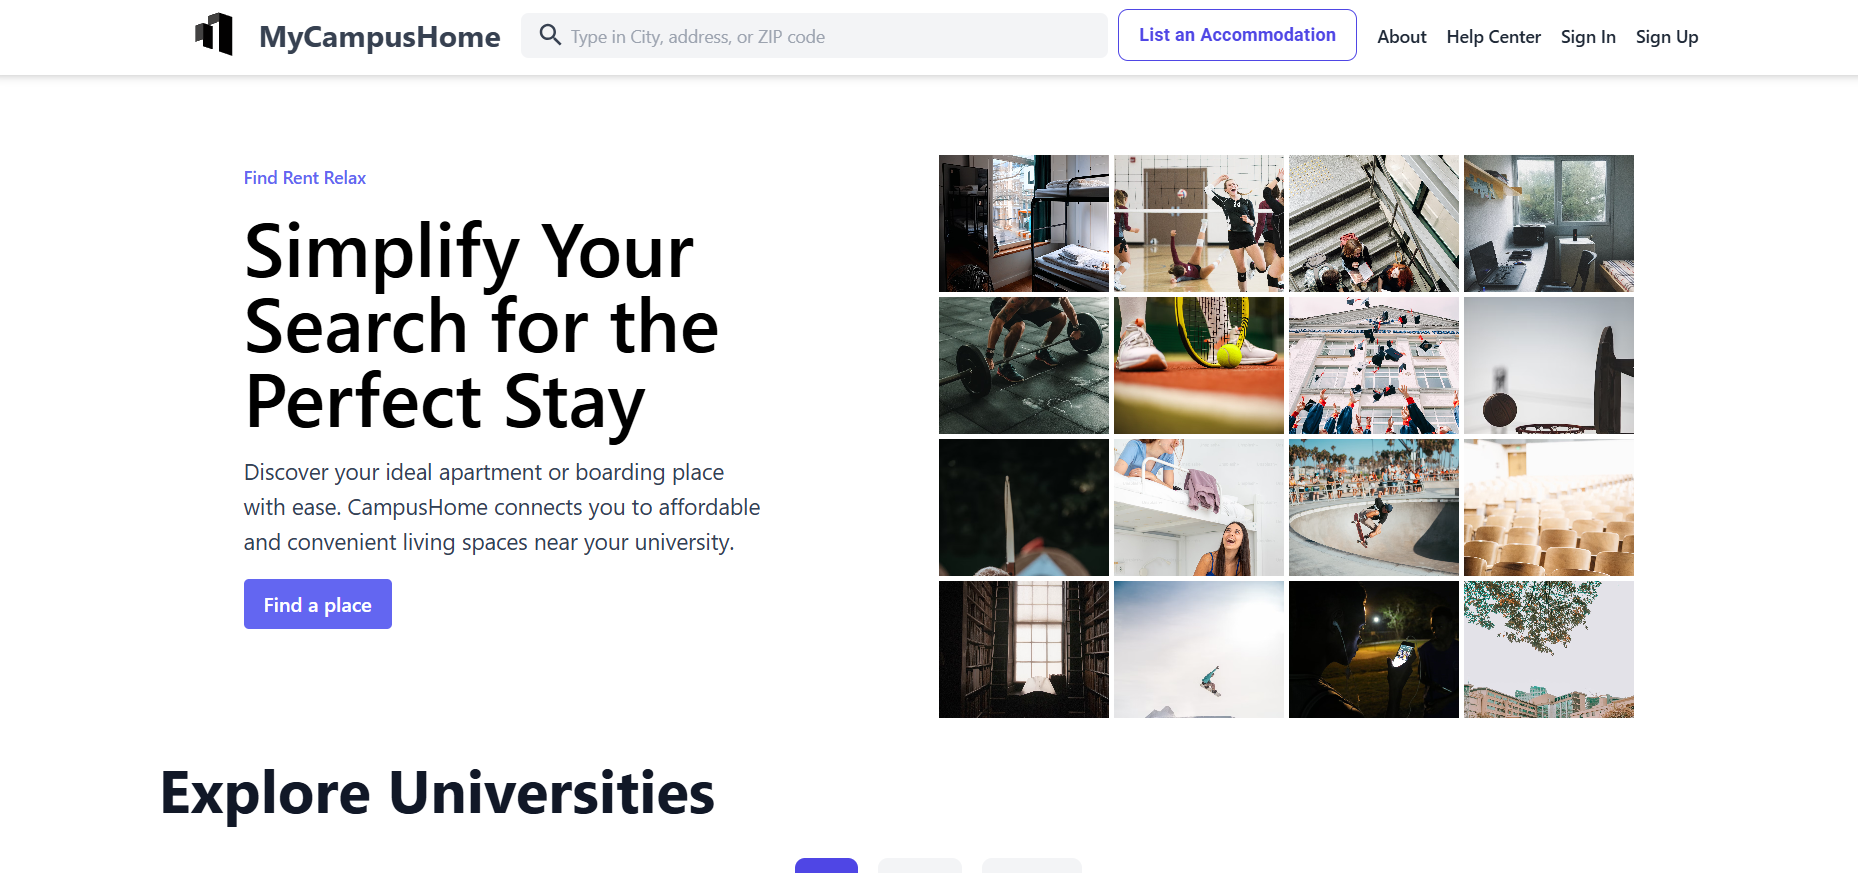 MyCampusHome
Type in City, address, or ZIP code
List an Accommodation
About
Help Center
Sign In
Sign Up
Find Rent Relax
Simplify Your
Search for the
Perfect Stay
Discover your ideal apartment or boarding place
with ease. CampusHome connects you to affordable
and convenient living spaces near your university.
Find a place
Explore Universities